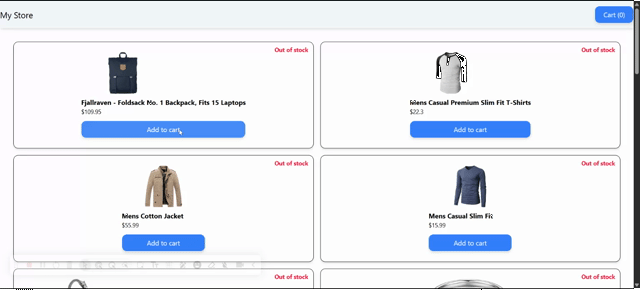 My Store
Cart (0)
Out of stock
Fjallraven - Foldsack No. 1 Backpack, Fits 15 Laptops
$109.95
Add to cart
Out of stock
Mens Casual Premium Slim Fit T-Shirts
$22.3
Add to cart
Out of stock
Mens Cotton Jacket
$55.99
Add to cart
Out of stock
Mens Casual Slim Fit
$15.99
Add to cart
Out of stock
Out of stock